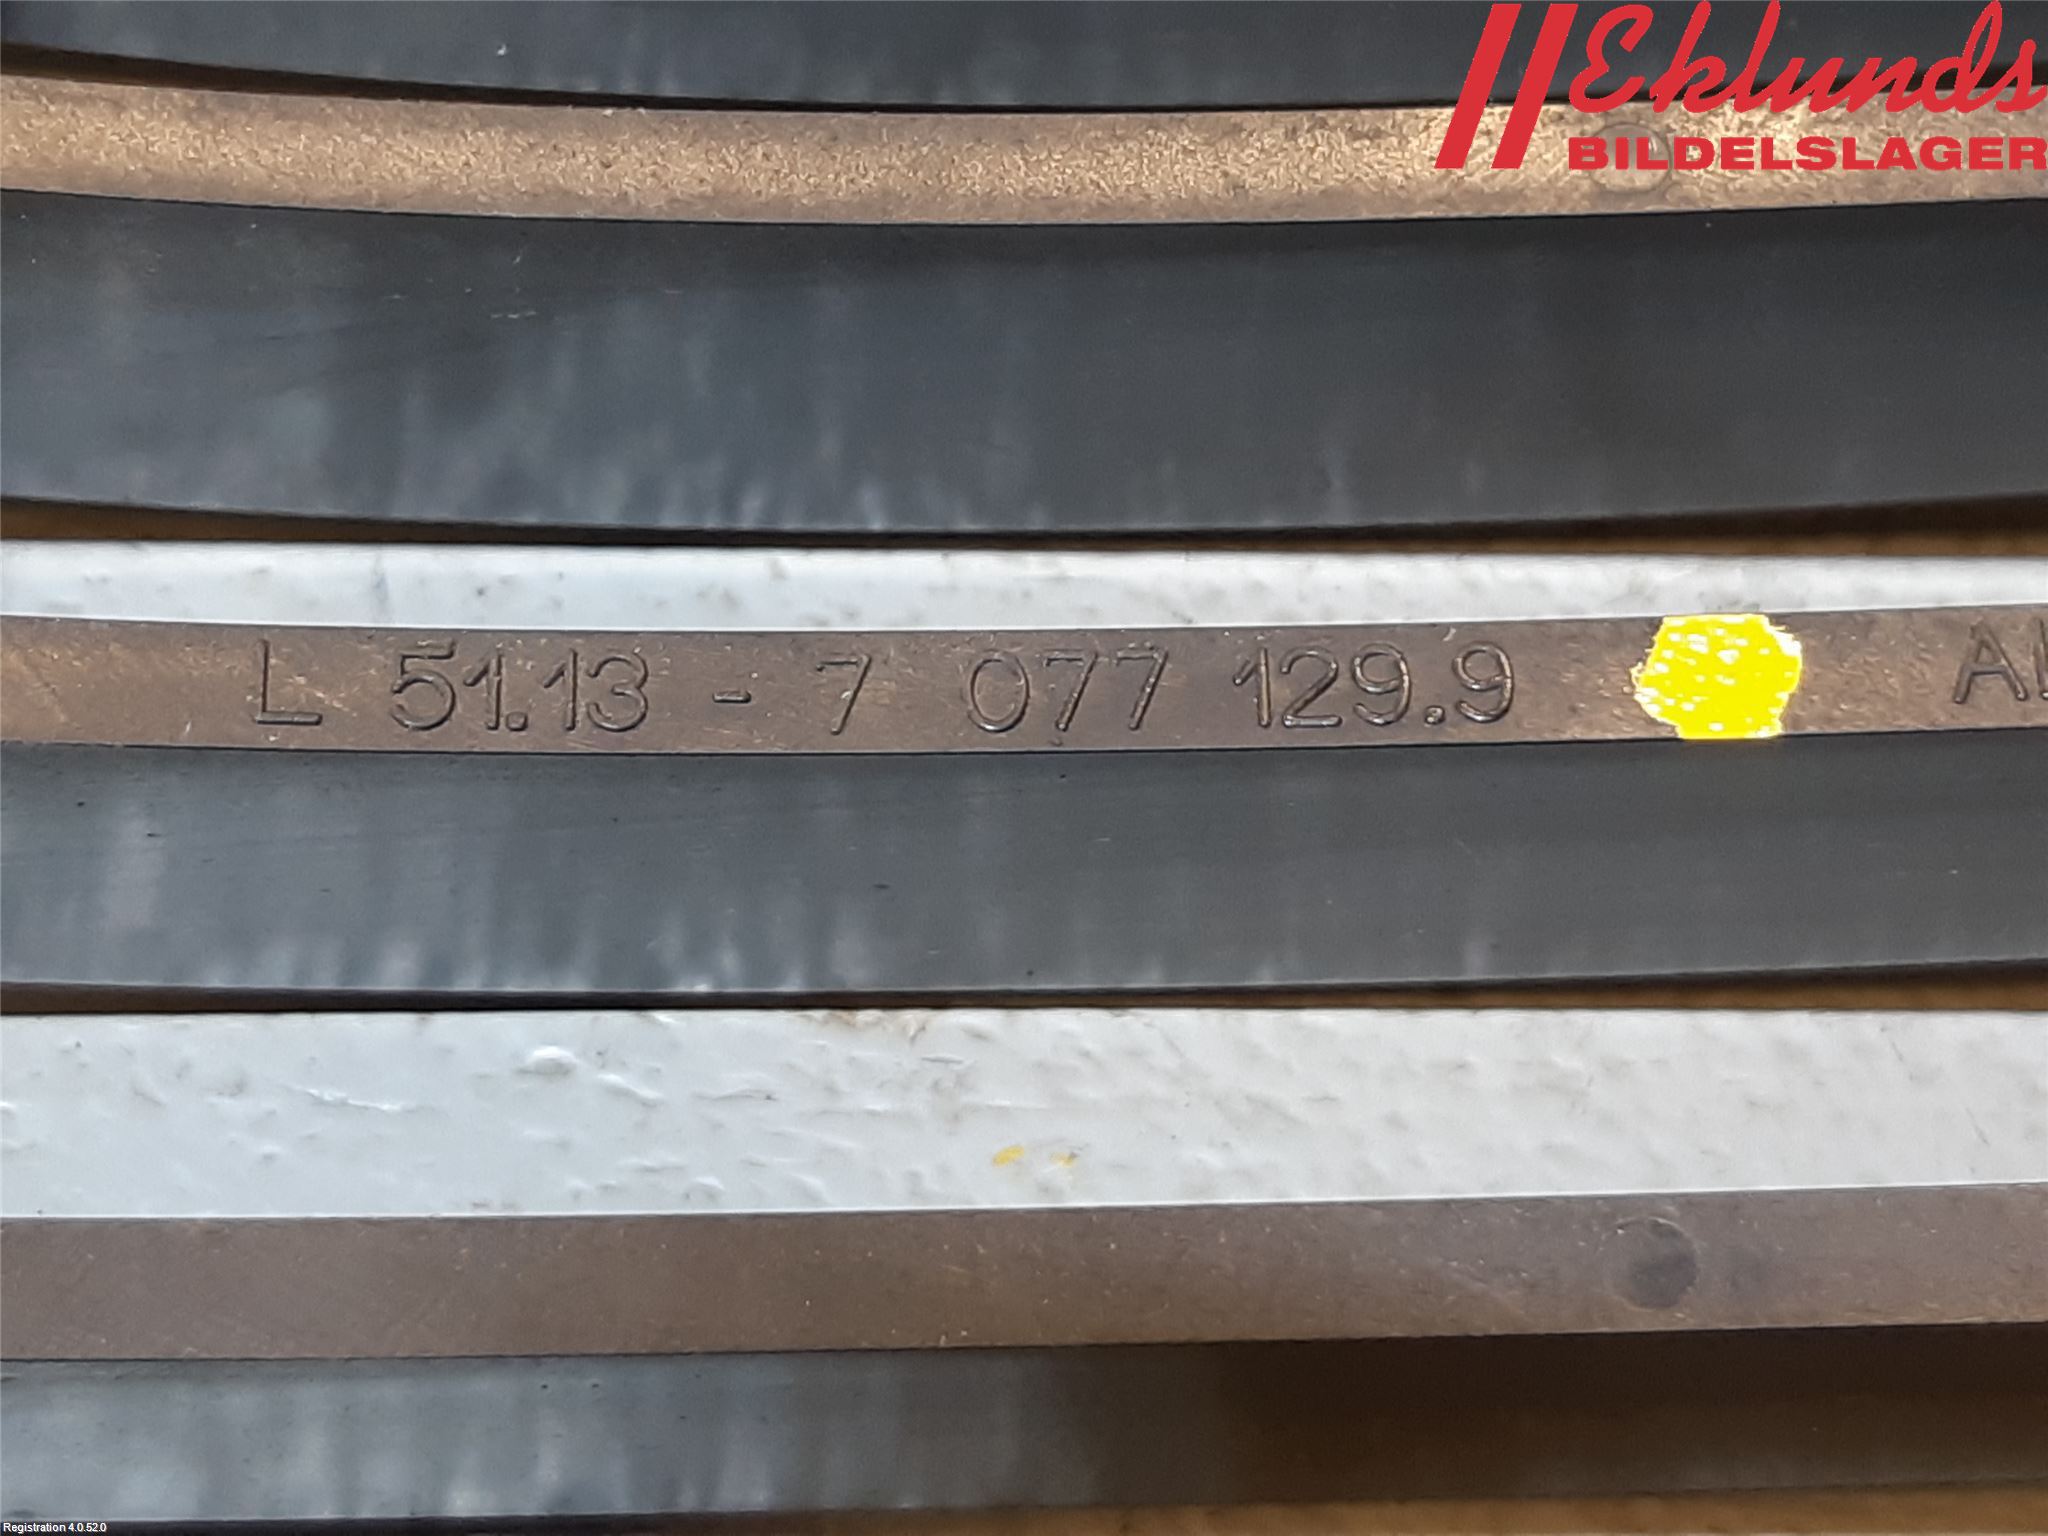 Eklunds
BILDELSLAGER
L 51.13 - 7 077 129.9
Registration 4.0.52.0